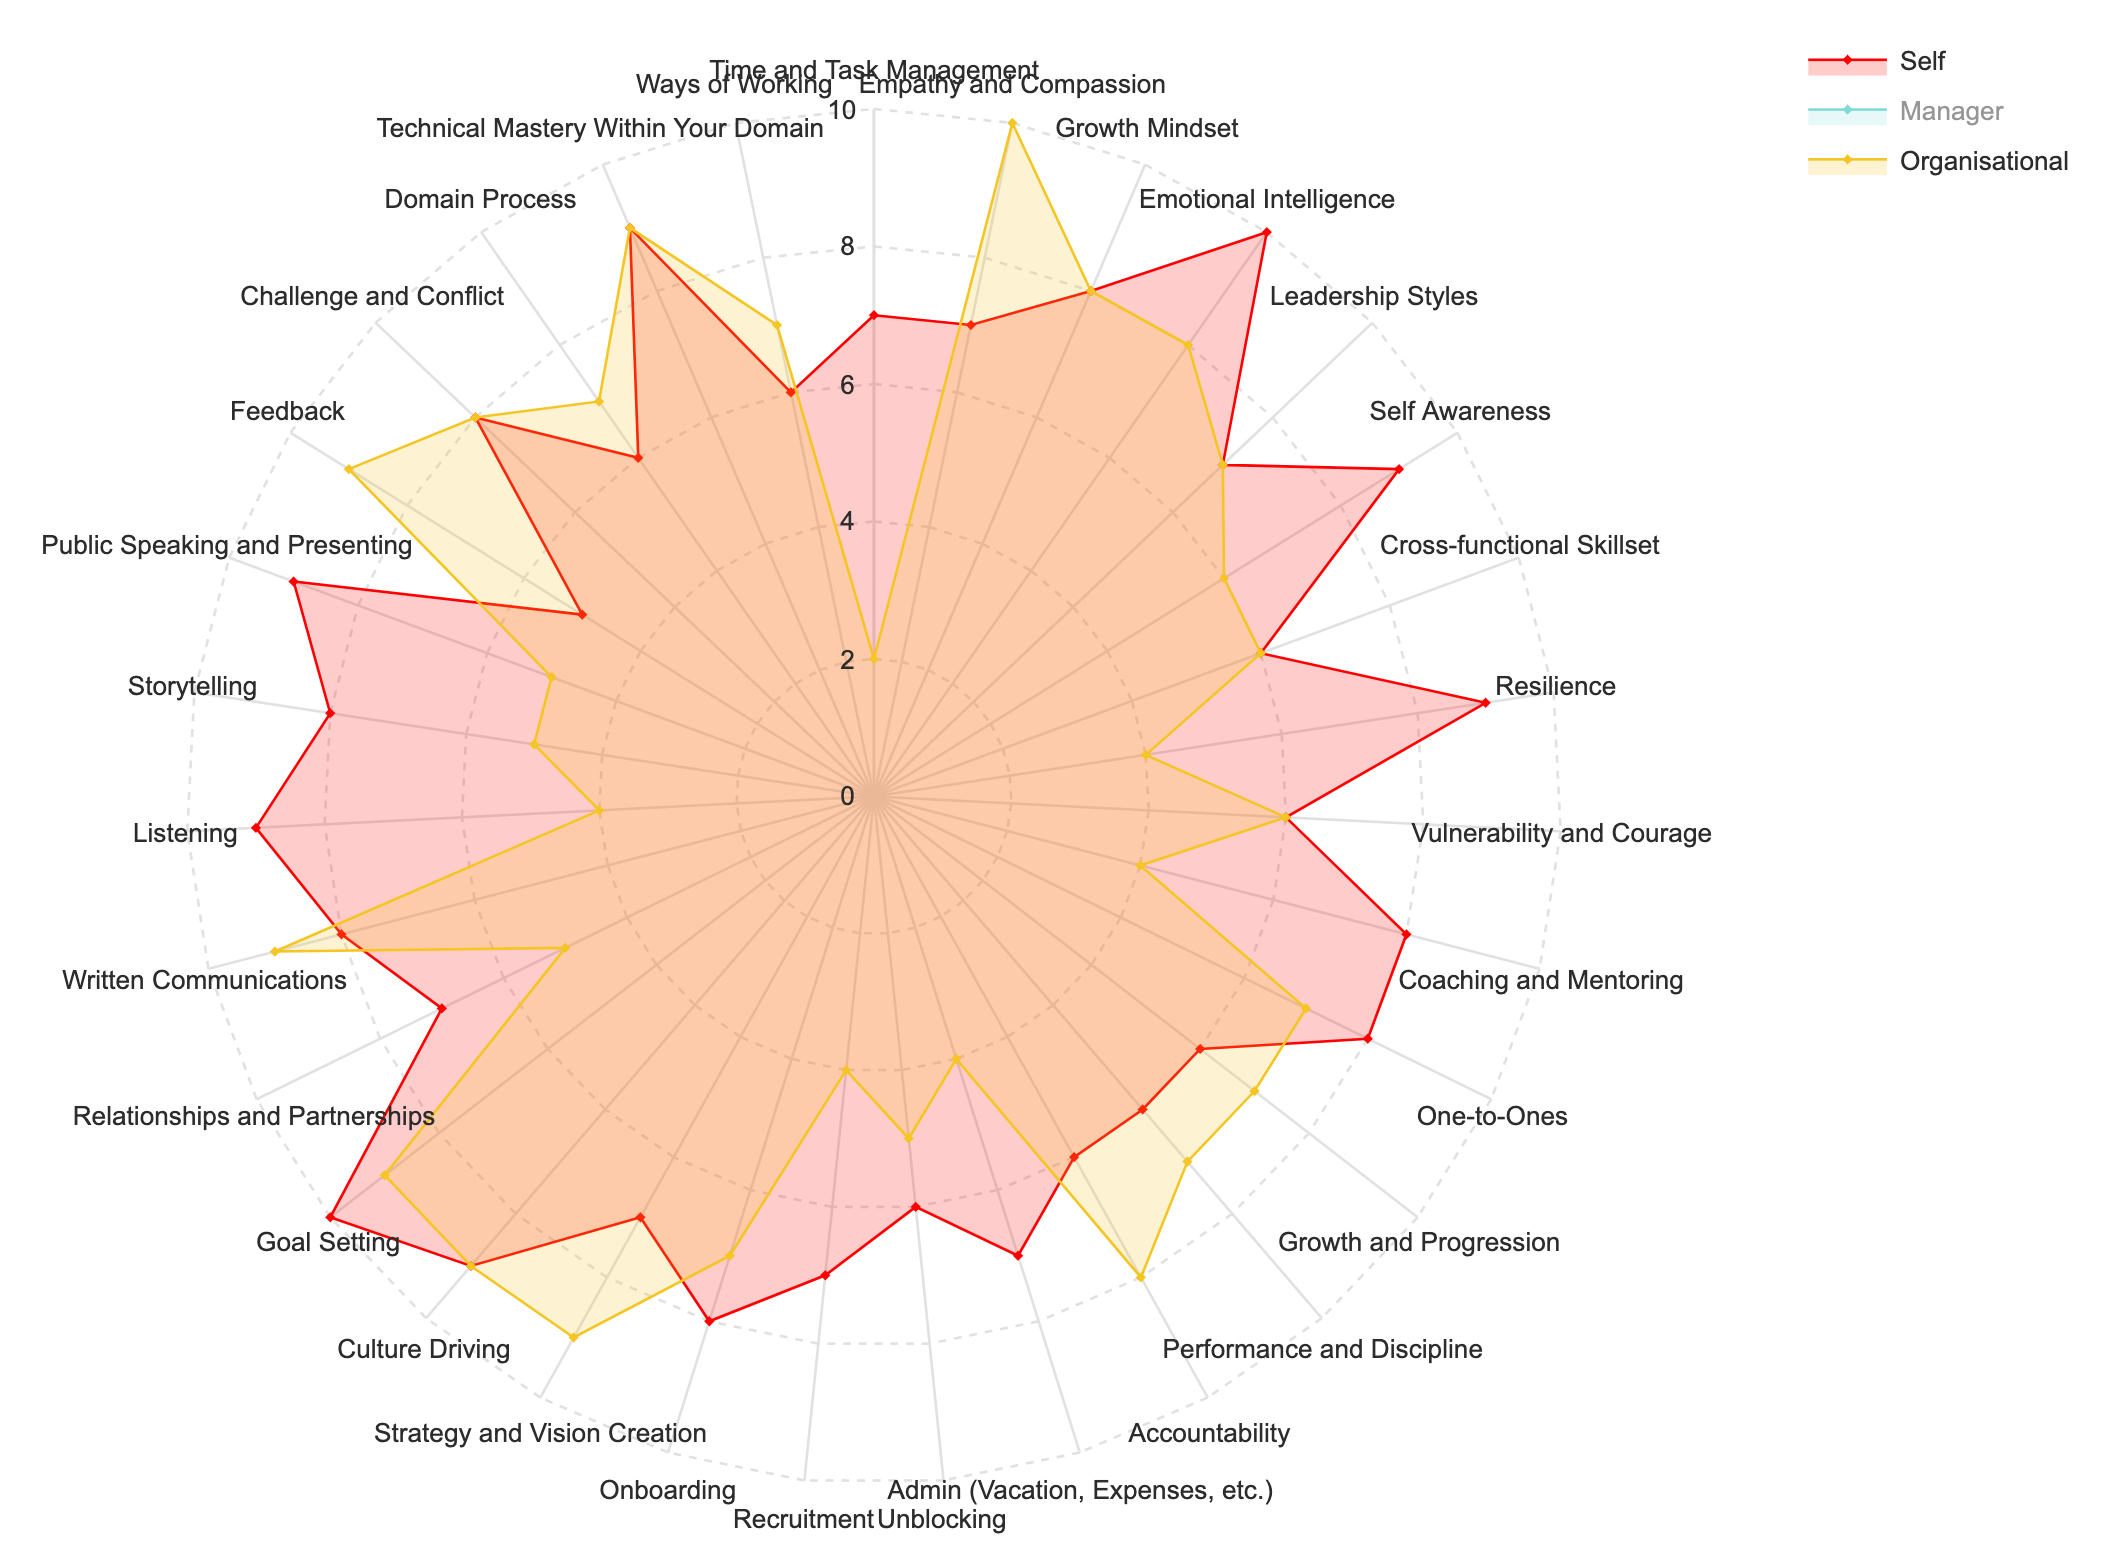 Time and Task Management
Empathy and Compassion
Growth Mindset
Emotional Intelligence
Leadership Styles
Self Awareness
Cross-functional Skillset
Resilience
Vulnerability and Courage
Coaching and Mentoring
One-to-Ones
Growth and Progression
Performance and Discipline
Accountability
Admin (Vacation, Expenses, etc.)
Unblocking
Recruitment
Onboarding
Strategy and Vision Creation
Culture Driving
Goal Setting
Relationships and Partnerships
Written Communications
Listening
Storytelling
Public Speaking and Presenting
Feedback
Challenge and Conflict
Domain Process
Technical Mastery Within Your Domain
Ways of Working
10
8
6
4
2
0
Self
Manager
Organisational